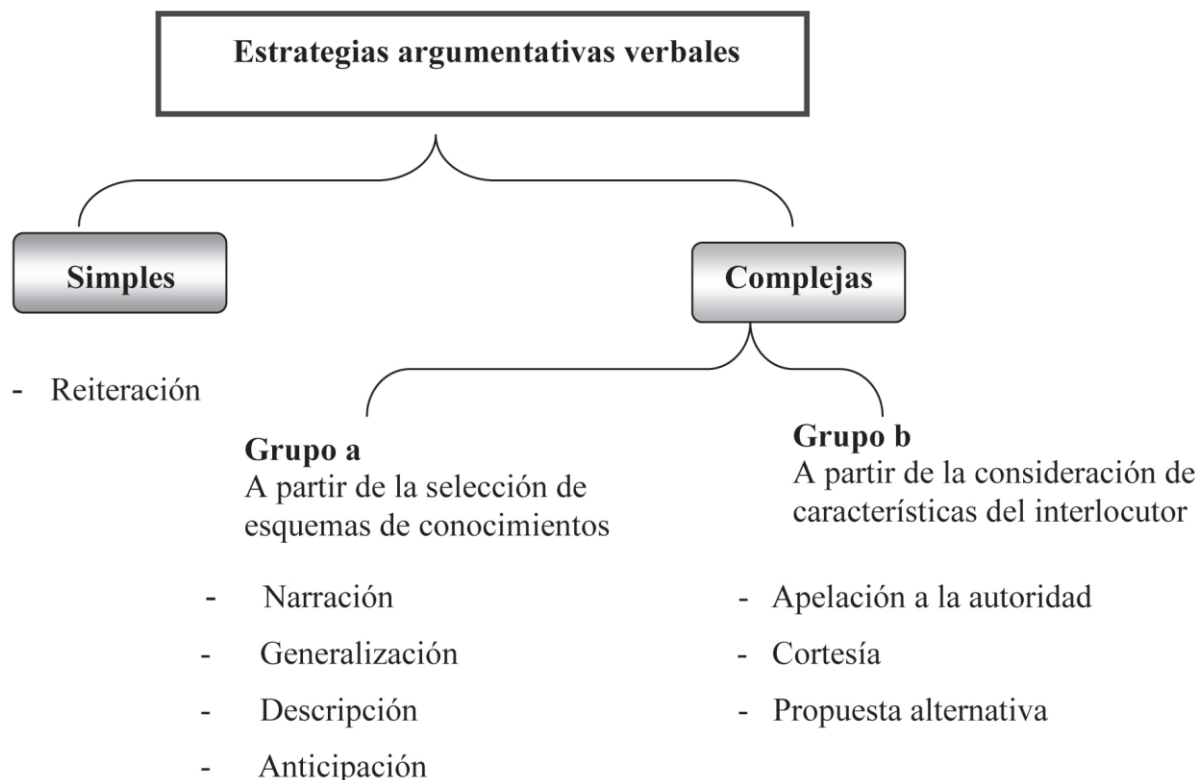 Estrategias argumentativas verbales
Simples
Complejas
- Reiteración
Grupo a
A partir de la selección de
esquemas de conocimientos
- Narración
- Generalización
- Descripción
- Anticipación
Grupo b
A partir de la consideración de
características del interlocutor
- Apelación a la autoridad
- Cortesía
- Propuesta alternativa